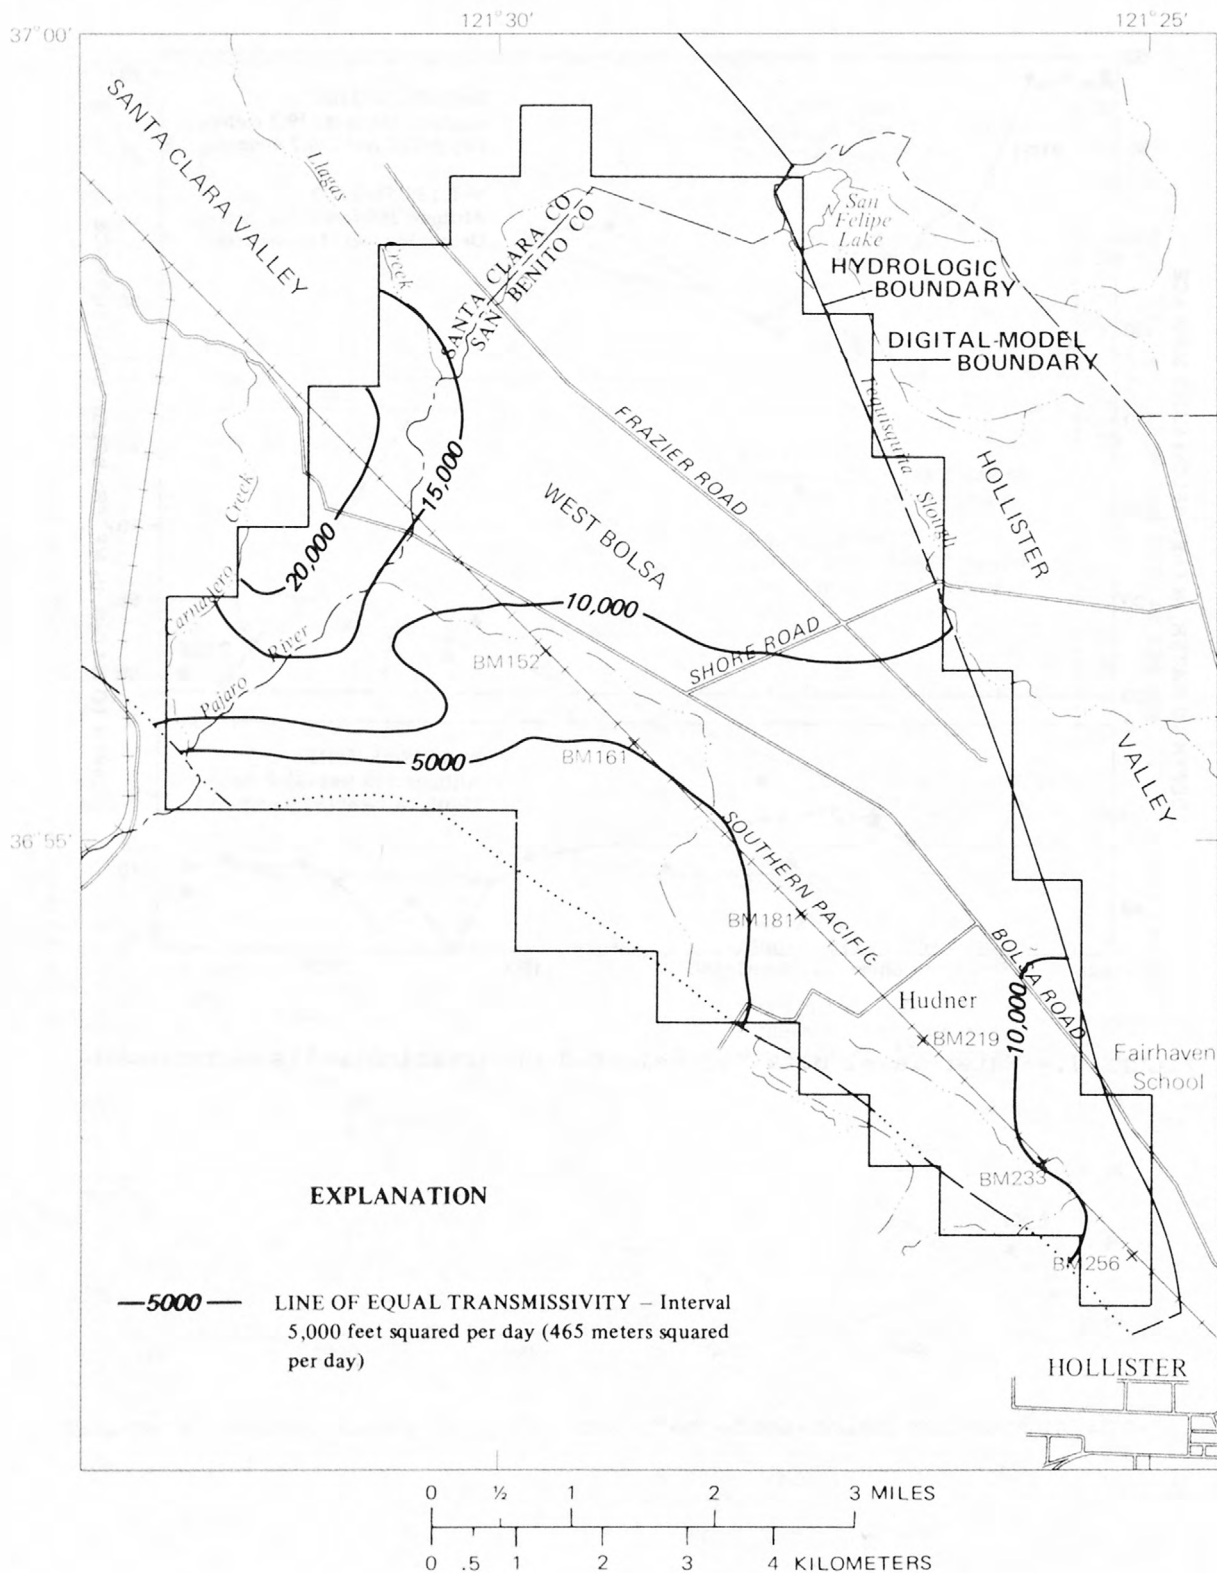 121°30'
121°25'
37°00'
SANTA CLARA VALLEY
Llagas
Creek
SANTA CLARA CO
SAN BENITO CO
San
Felipe
Lake
HYDROLOGIC
BOUNDARY
DIGITAL-MODEL
BOUNDARY
Tequisquita Slough
HOLLISTER
VALLEY
FRAZIER ROAD
WEST BOLSA
15,000
20,000
Carnadero
Creek
10,000
SHORE ROAD
BM152
Pajaro
River
5000
BM161
36°55'
SOUTHERN PACIFIC
BM181
BOLSA ROAD
Hudner
10,000
BM219
Fairhaven
School
BM233
BM256
EXPLANATION
5000
LINE OF EQUAL TRANSMISSIVITY – Interval
5,000 feet squared per day (465 meters squared
per day)
HOLLISTER
0 ½ 1 2 3 MILES
0 .5 1 2 3 4 KILOMETERS